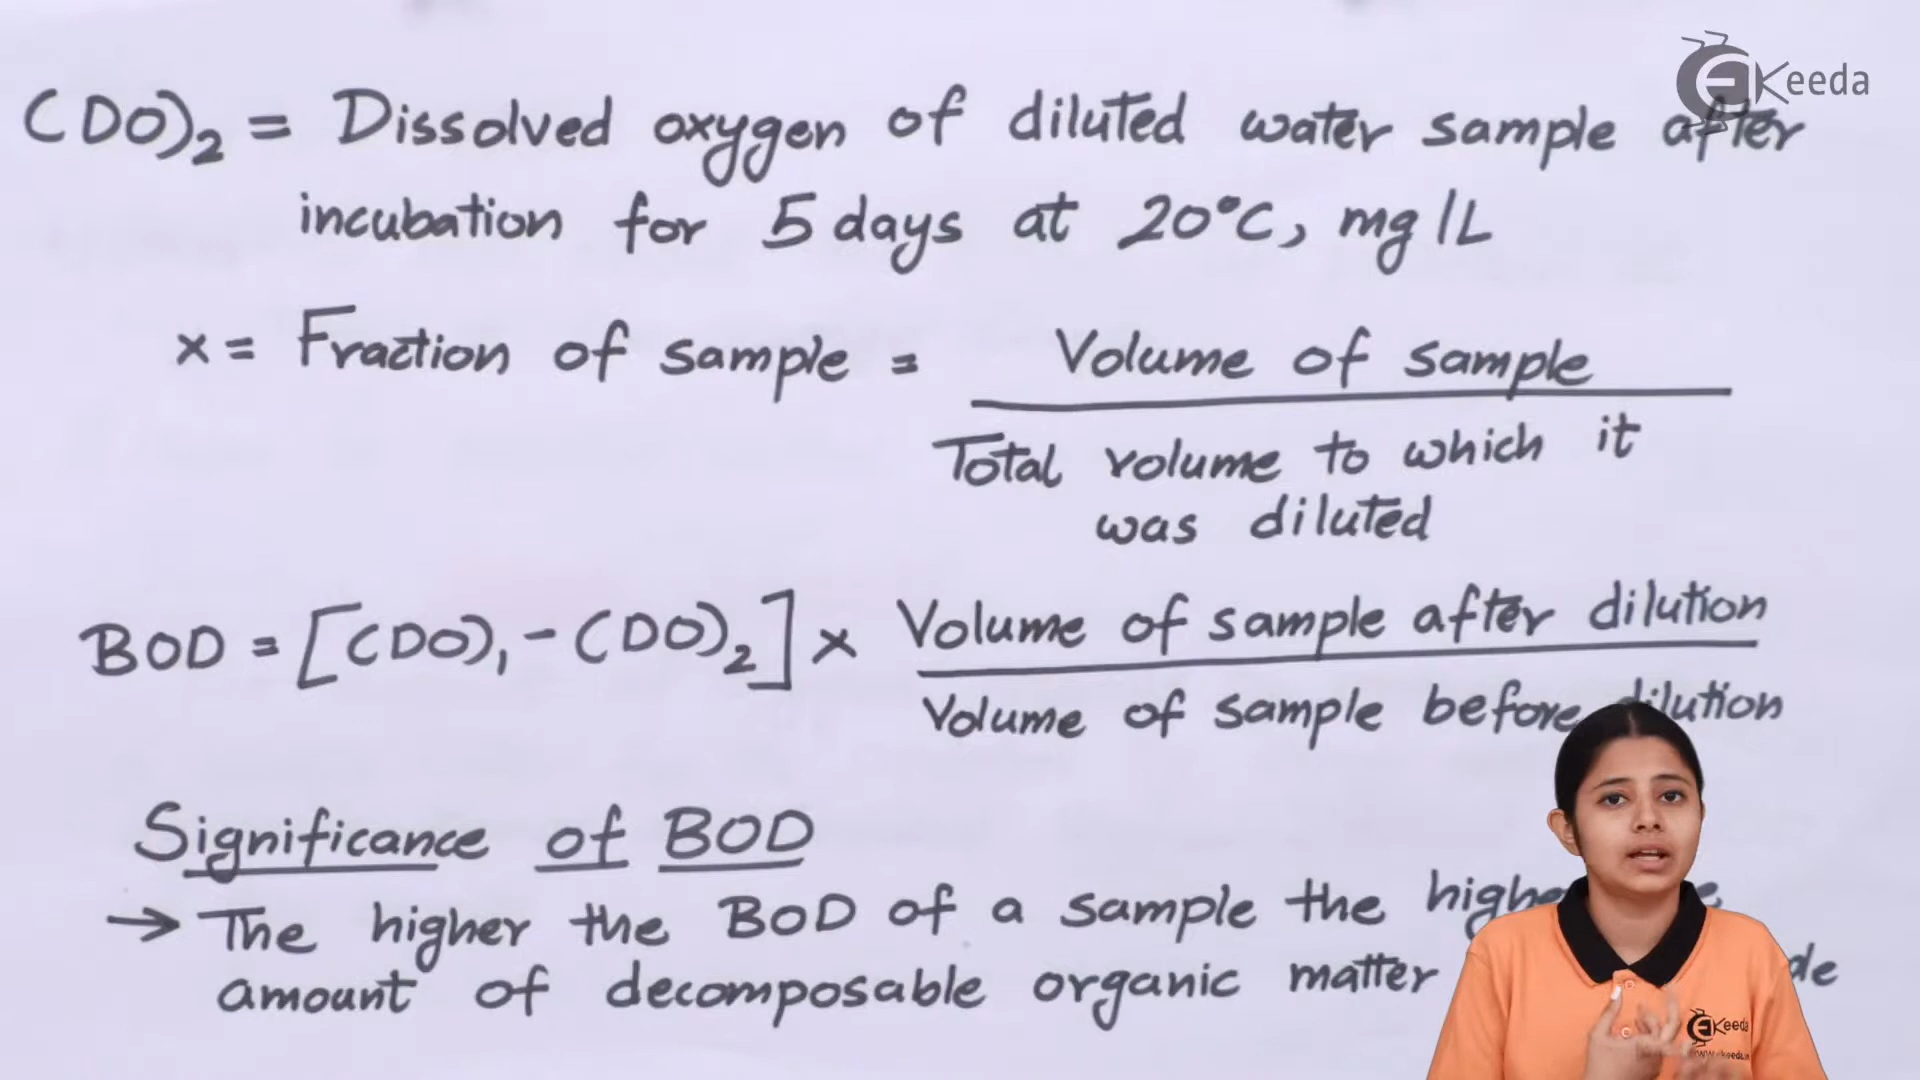 EKeeda
(DO)2 = Dissolved oxygen of diluted water sample after
incubation for 5 days at 20°C, mg/L
x = Fraction of sample = Volume of sample
Total volume to which it
was diluted
BOD = [(DO)1 - (DO)2] × Volume of sample after dilution
Volume of sample before dilution
Significance of BOD
→ The higher the BOD of a sample the
amount of decomposable organic matter
EKeeda